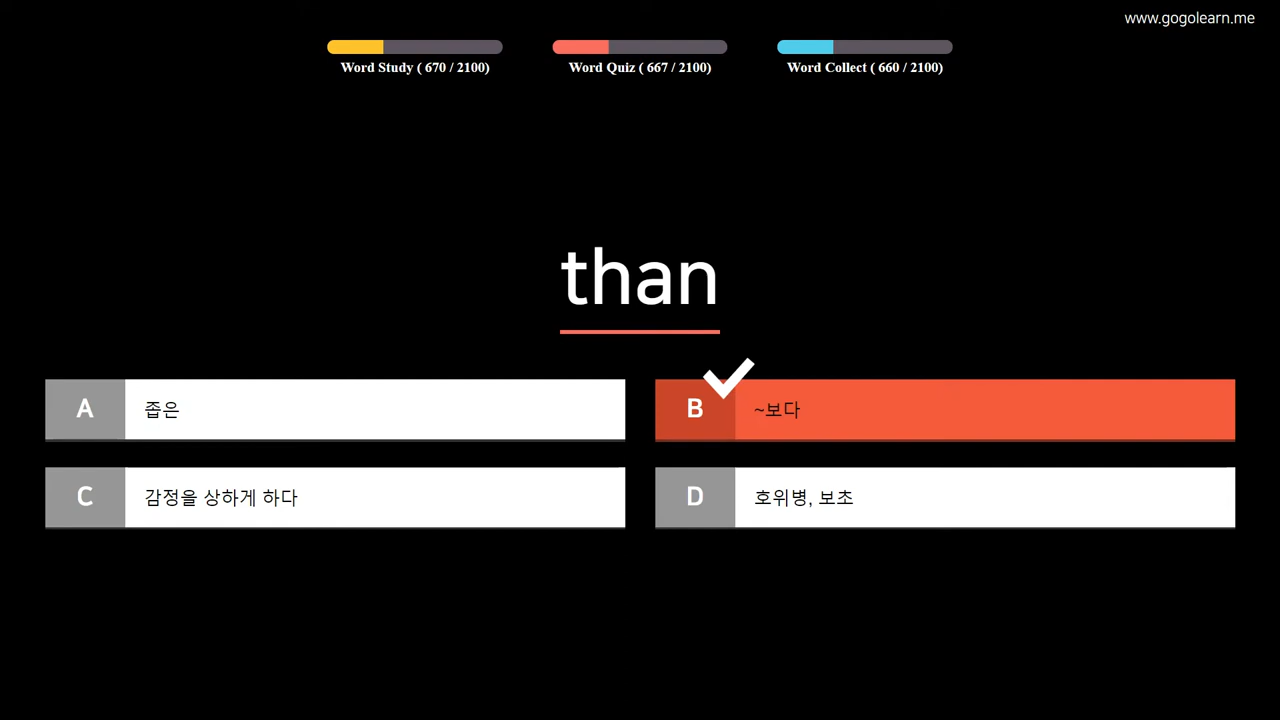 www.gogolearn.me
Word Study ( 670 / 2100)
Word Quiz ( 667 / 2100)
Word Collect ( 660 / 2100)
than
A 좁은
B ~보다
C 감정을 상하게 하다
D 호위병, 보초